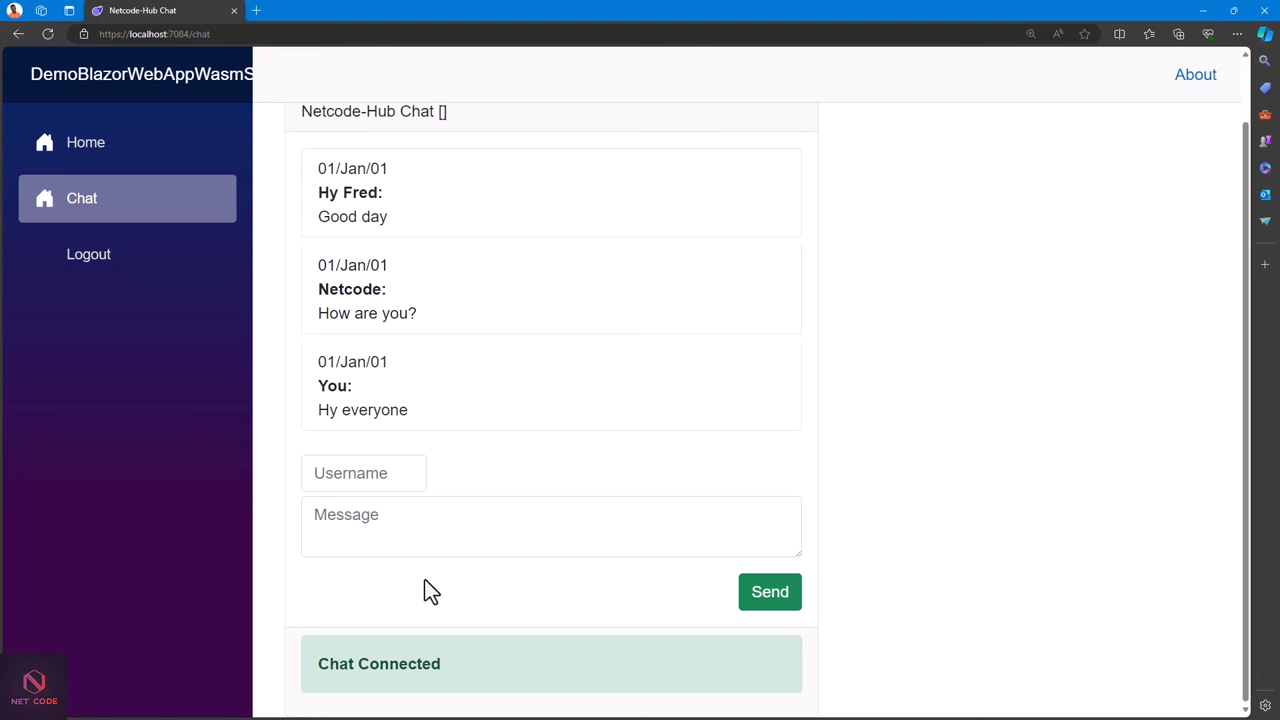 Netcode-Hub Chat
https://localhost:7084/chat
DemoBlazorWebAppWasmS
About
Home
Chat
Logout
Netcode-Hub Chat []
01/Jan/01
Hy Fred:
Good day
01/Jan/01
Netcode:
How are you?
01/Jan/01
You:
Hy everyone
Username
Message
Send
Chat Connected
NET CODE